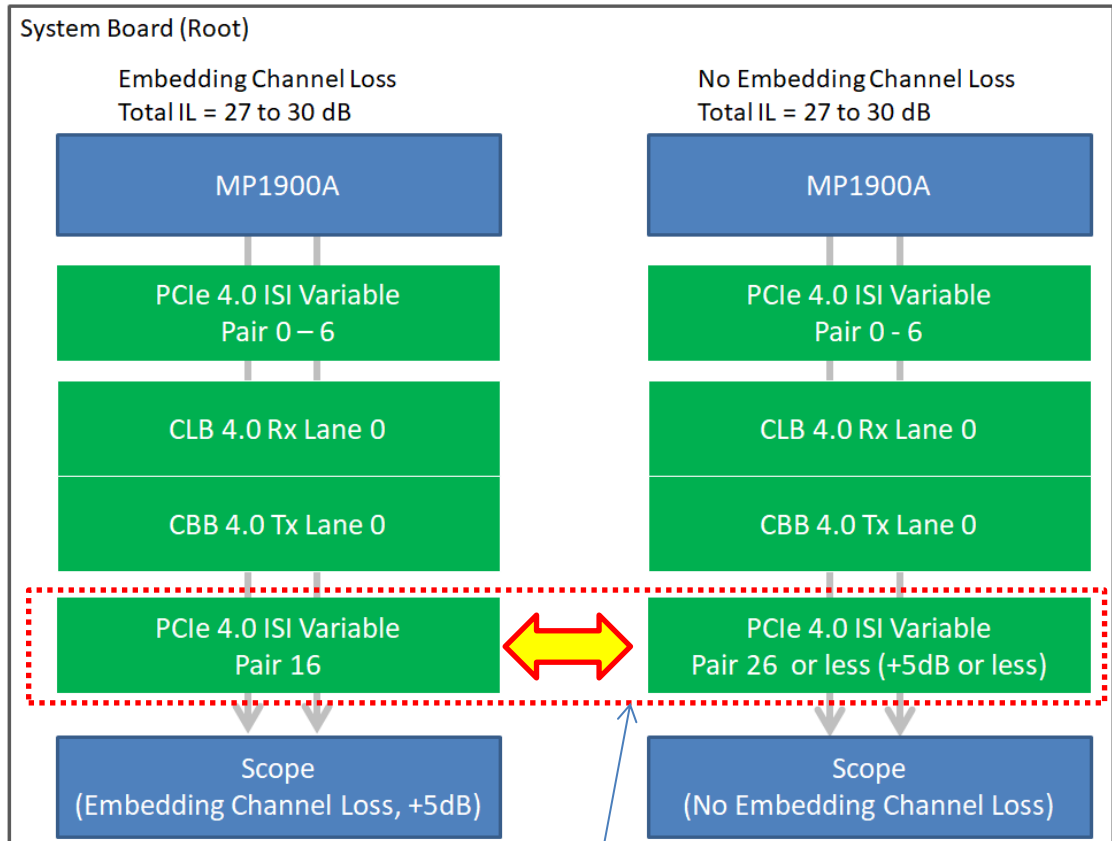 System Board (Root)
Embedding Channel Loss
Total IL = 27 to 30 dB
MP1900A
PCIe 4.0 ISI Variable
Pair 0 – 6
CLB 4.0 Rx Lane 0
CBB 4.0 Tx Lane 0
PCIe 4.0 ISI Variable
Pair 16
Scope
(Embedding Channel Loss, +5dB)
No Embedding Channel Loss
Total IL = 27 to 30 dB
MP1900A
PCIe 4.0 ISI Variable
Pair 0 - 6
CLB 4.0 Rx Lane 0
CBB 4.0 Tx Lane 0
PCIe 4.0 ISI Variable
Pair 26 or less (+5dB or less)
Scope
(No Embedding Channel Loss)